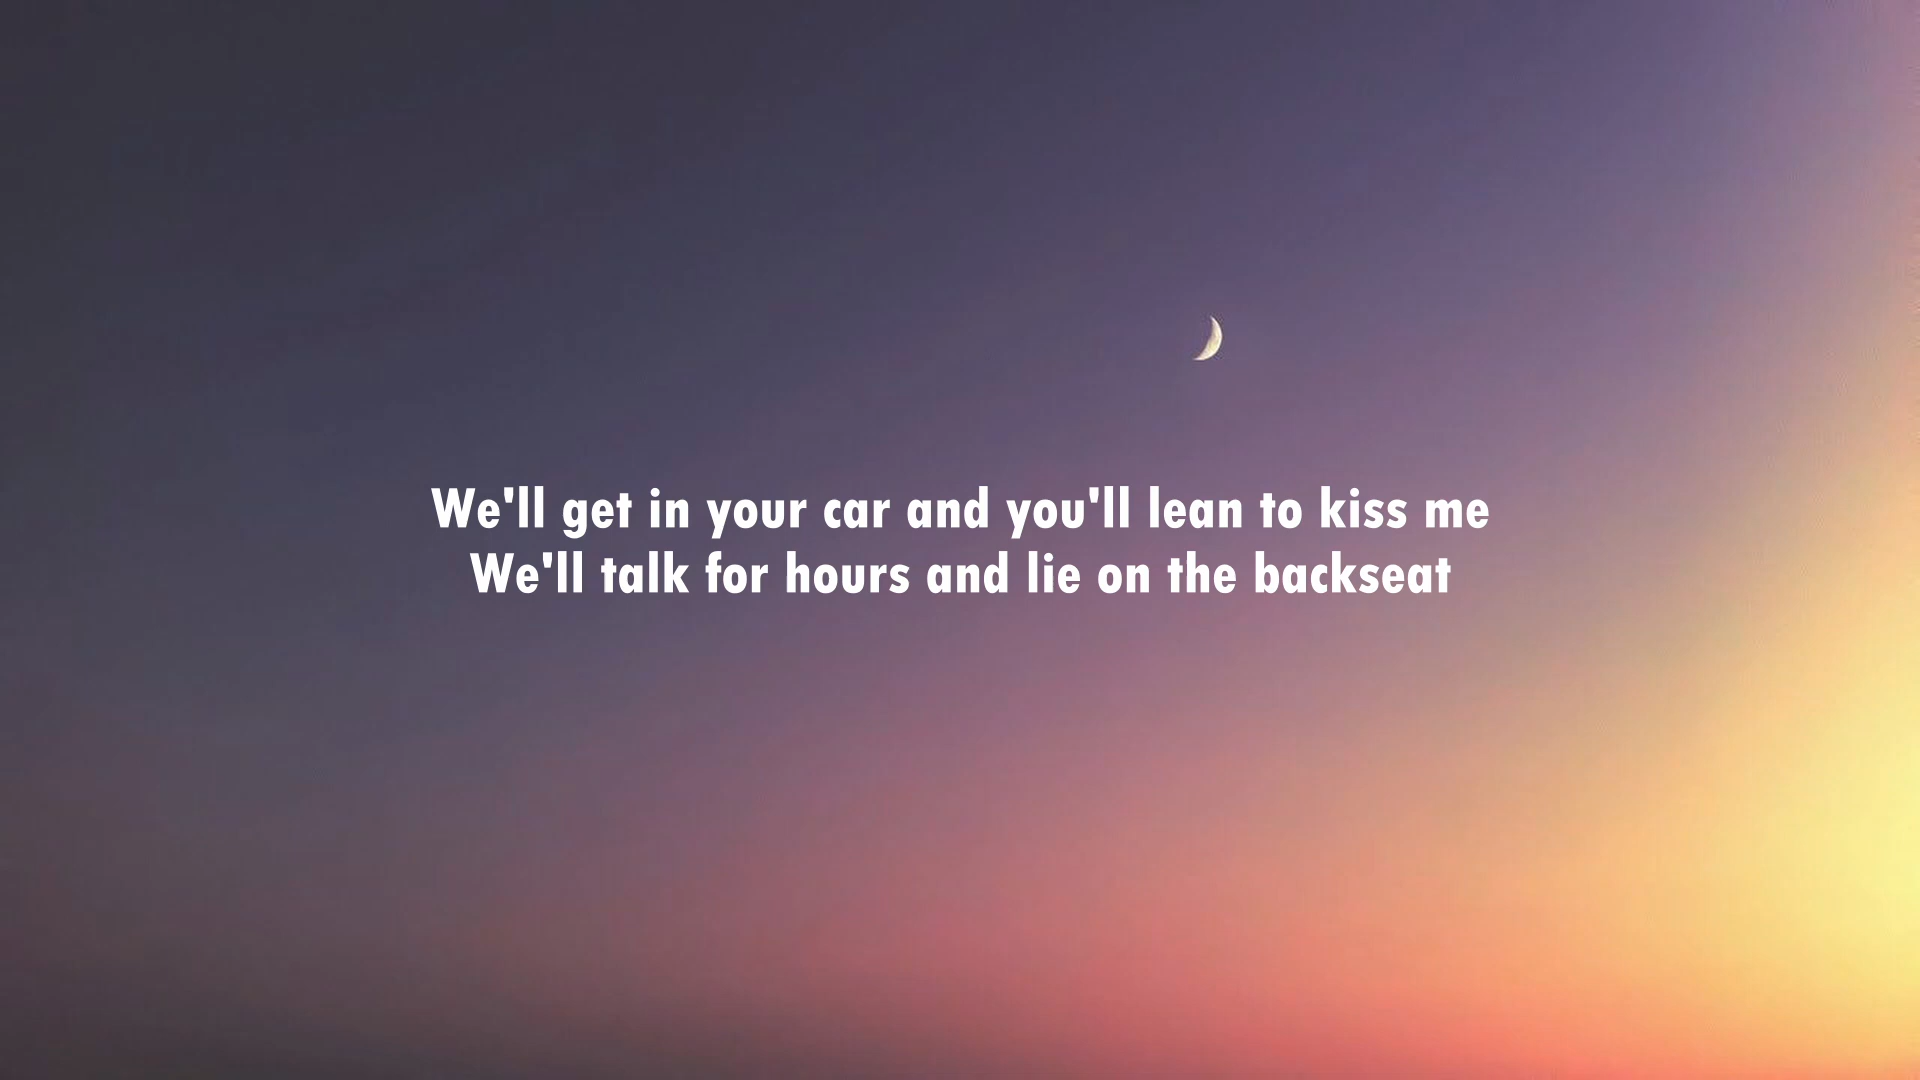 We'll get in your car and you'll lean to kiss me
We'll talk for hours and lie on the backseat